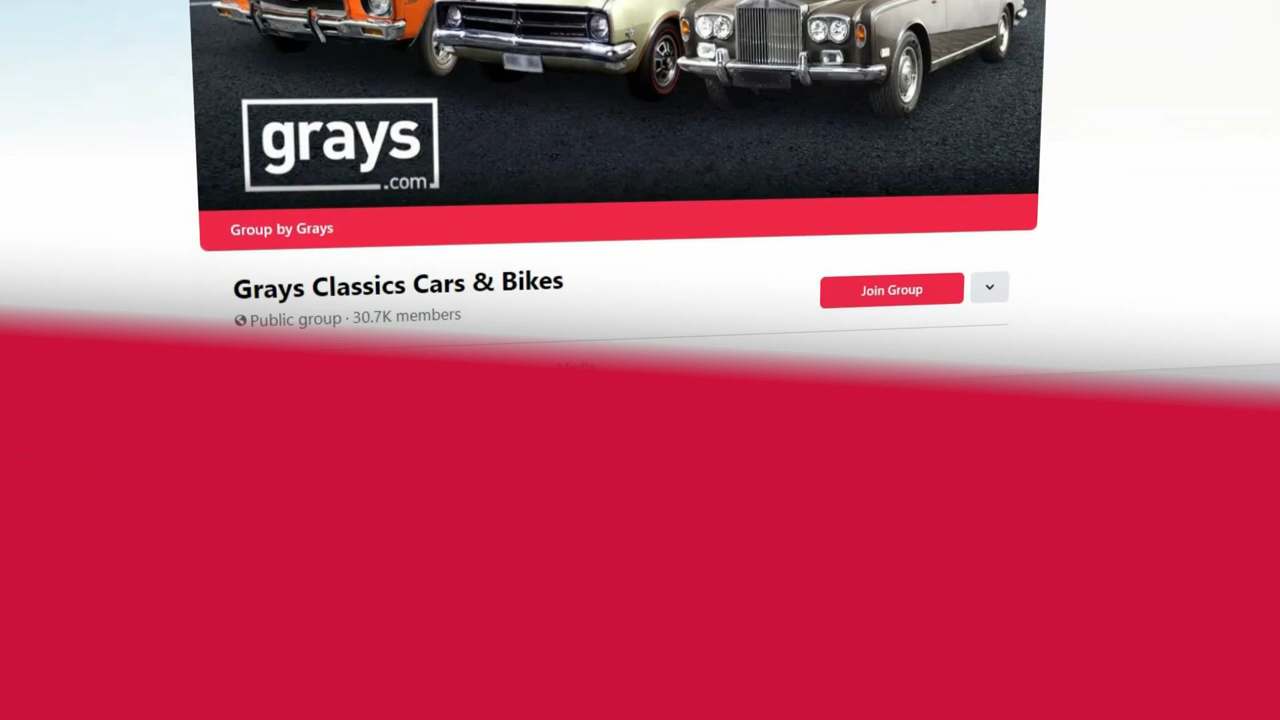 grays
.com
Group by Grays
Grays Classics Cars & Bikes
Join Group
Public group · 30.7K members